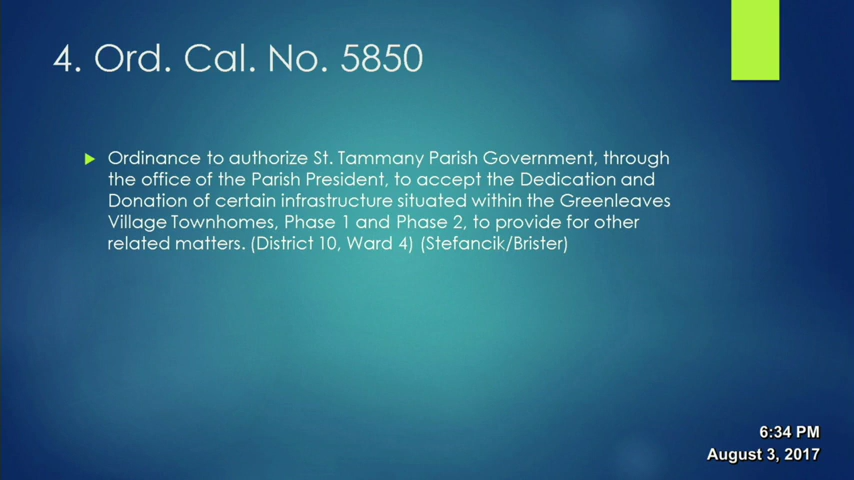 4. Ord. Cal. No. 5850
Ordinance to authorize St. Tammany Parish Government, through
the office of the Parish President, to accept the Dedication and
Donation of certain infrastructure situated within the Greenleaves
Village Townhomes, Phase 1 and Phase 2, to provide for other
related matters. (District 10, Ward 4) (Stefancik/Brister)
6:34 PM
August 3, 2017